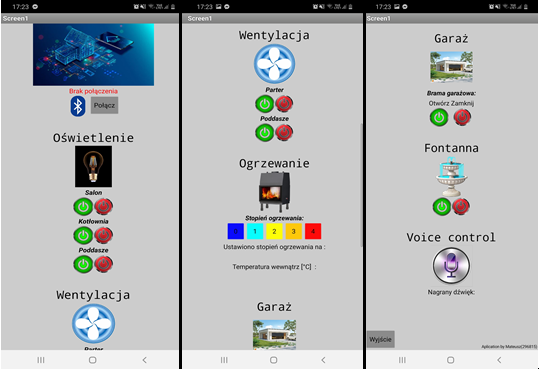 17:23
Screen1
Brak połączenia
Połącz
Oświetlenie
Salon
Kotłownia
Poddasze
Wentylacja
Parter
17:23
Wentylacja
Parter
Poddasze
Ogrzewanie
Stopień ogrzewania:
0 1 2 3 4
Ustawiono stopień ogrzewania na :
Temperatura wewnątrz [°C] :
Garaż
17:23
Screen1
Garaż
Brama garażowa:
Otwórz Zamknij
Fontanna
Voice control
Nagrany dźwięk:
Wyjście
Aplication by Mateusz(296815)